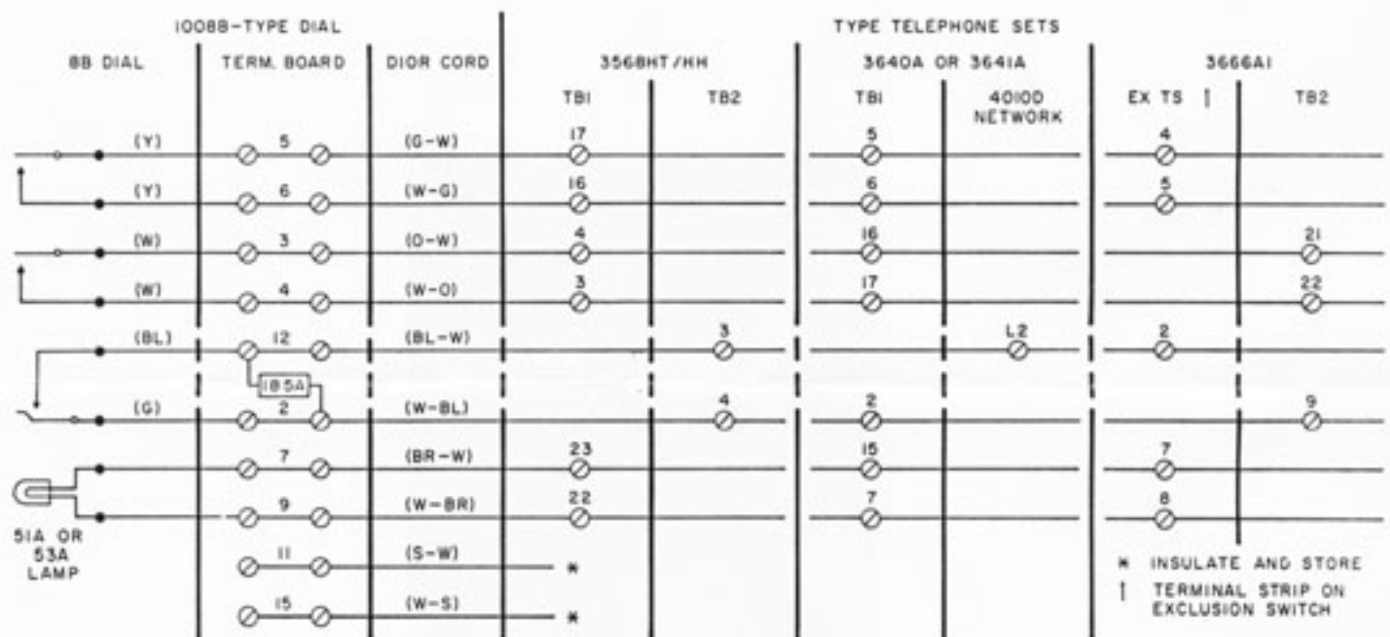 1008B-TYPE DIAL TYPE TELEPHONE SETS
8B DIAL TERM. BOARD DIOR CORD 3568HT/HH 3640A OR 3641A 3666A1
TB1 TB2 TB1 4010D EX TS ↑ TB2
NETWORK
(Y) 5 (G-W) 17 5 4
(Y) 6 (W-G) 16 6 5
(W) 3 (O-W) 4 16 21
(W) 4 (W-O) 3 17 22
(BL) 12 (BL-W) 3 L2 2
185A
(G) 2 (W-BL) 4 2 9
7 (BR-W) 23 15 7
9 (W-BR) 22 7 8
51A OR
53A
LAMP
11 (S-W) *
15 (W-S) *
* INSULATE AND STORE
↑ TERMINAL STRIP ON
EXCLUSION SWITCH